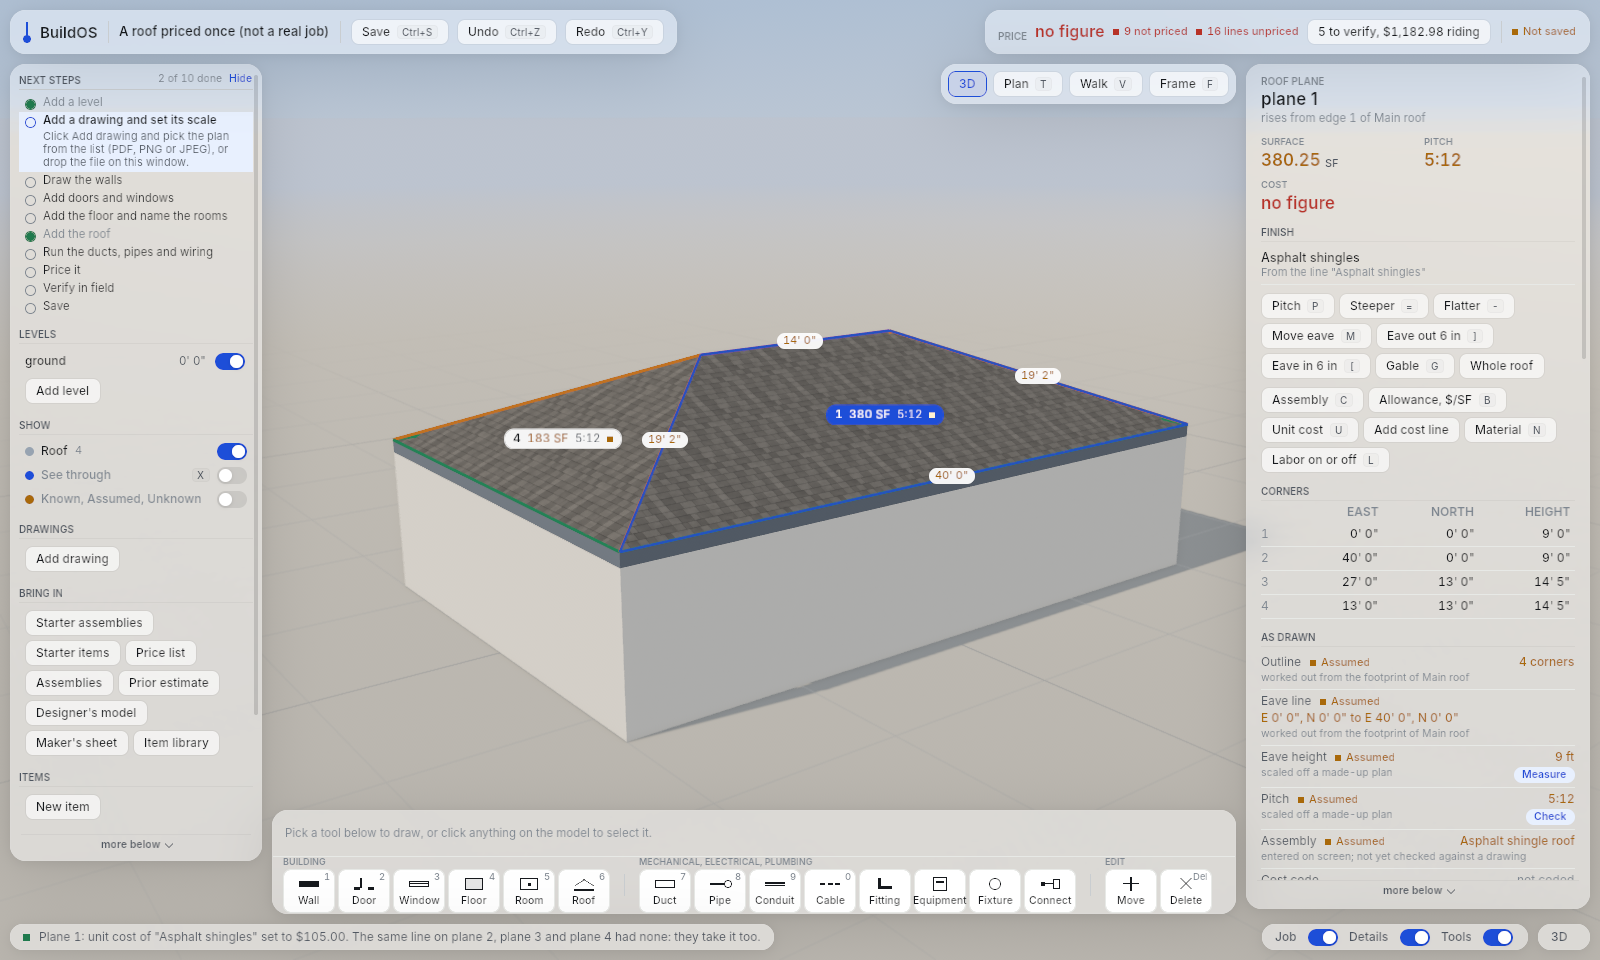 BuildOS
A roof priced once (not a real job)
Save Ctrl+S
Undo Ctrl+Z
Redo Ctrl+Y
PRICE no figure
9 not priced
16 lines unpriced
5 to verify, $1,182.98 riding
Not saved
NEXT STEPS 2 of 10 done Hide
Add a level
Add a drawing and set its scale
Click Add drawing and pick the plan
from the list (PDF, PNG or JPEG), or
drop the file on this window.
Draw the walls
Add doors and windows
Add the floor and name the rooms
Add the roof
Run the ducts, pipes and wiring
Price it
Verify in field
Save
LEVELS
ground 0' 0"
Add level
SHOW
Roof 4
See through X
Known, Assumed, Unknown
DRAWINGS
Add drawing
BRING IN
Starter assemblies
Starter items Price list
Assemblies Prior estimate
Designer's model
Maker's sheet Item library
ITEMS
New item
more below
3D
Plan T
Walk V
Frame F
14' 0"
19' 2"
1 380 SF 5:12
4 183 SF 5:12
19' 2"
40' 0"
Pick a tool below to draw, or click anything on the model to select it.
BUILDING
Wall 1
Door 2
Window 3
Floor 4
Room 5
Roof 6
MECHANICAL, ELECTRICAL, PLUMBING
Duct 7
Pipe 8
Conduit 9
Cable 0
Fitting
Equipment
Fixture
Connect
EDIT
Move
Delete Del
ROOF PLANE
plane 1
rises from edge 1 of Main roof
SURFACE PITCH
380.25 SF 5:12
COST
no figure
FINISH
Asphalt shingles
From the line "Asphalt shingles"
Pitch P Steeper = Flatter -
Move eave M Eave out 6 in ]
Eave in 6 in [ Gable G Whole roof
Assembly C Allowance, $/SF B
Unit cost U Add cost line Material N
Labor on or off L
CORNERS
EAST NORTH HEIGHT
1 0' 0" 0' 0" 9' 0"
2 40' 0" 0' 0" 9' 0"
3 27' 0" 13' 0" 14' 5"
4 13' 0" 13' 0" 14' 5"
AS DRAWN
Outline Assumed 4 corners
worked out from the footprint of Main roof
Eave line Assumed
E 0' 0", N 0' 0" to E 40' 0", N 0' 0"
worked out from the footprint of Main roof
Eave height Assumed 9 ft
scaled off a made-up plan Measure
Pitch Assumed 5:12
scaled off a made-up plan Check
Assembly Assumed Asphalt shingle roof
entered on screen; not yet checked against a drawing
Cost code not coded
more below
Plane 1: unit cost of "Asphalt shingles" set to $105.00. The same line on plane 2, plane 3 and plane 4 had none: they take it too.
Job Details Tools 3D